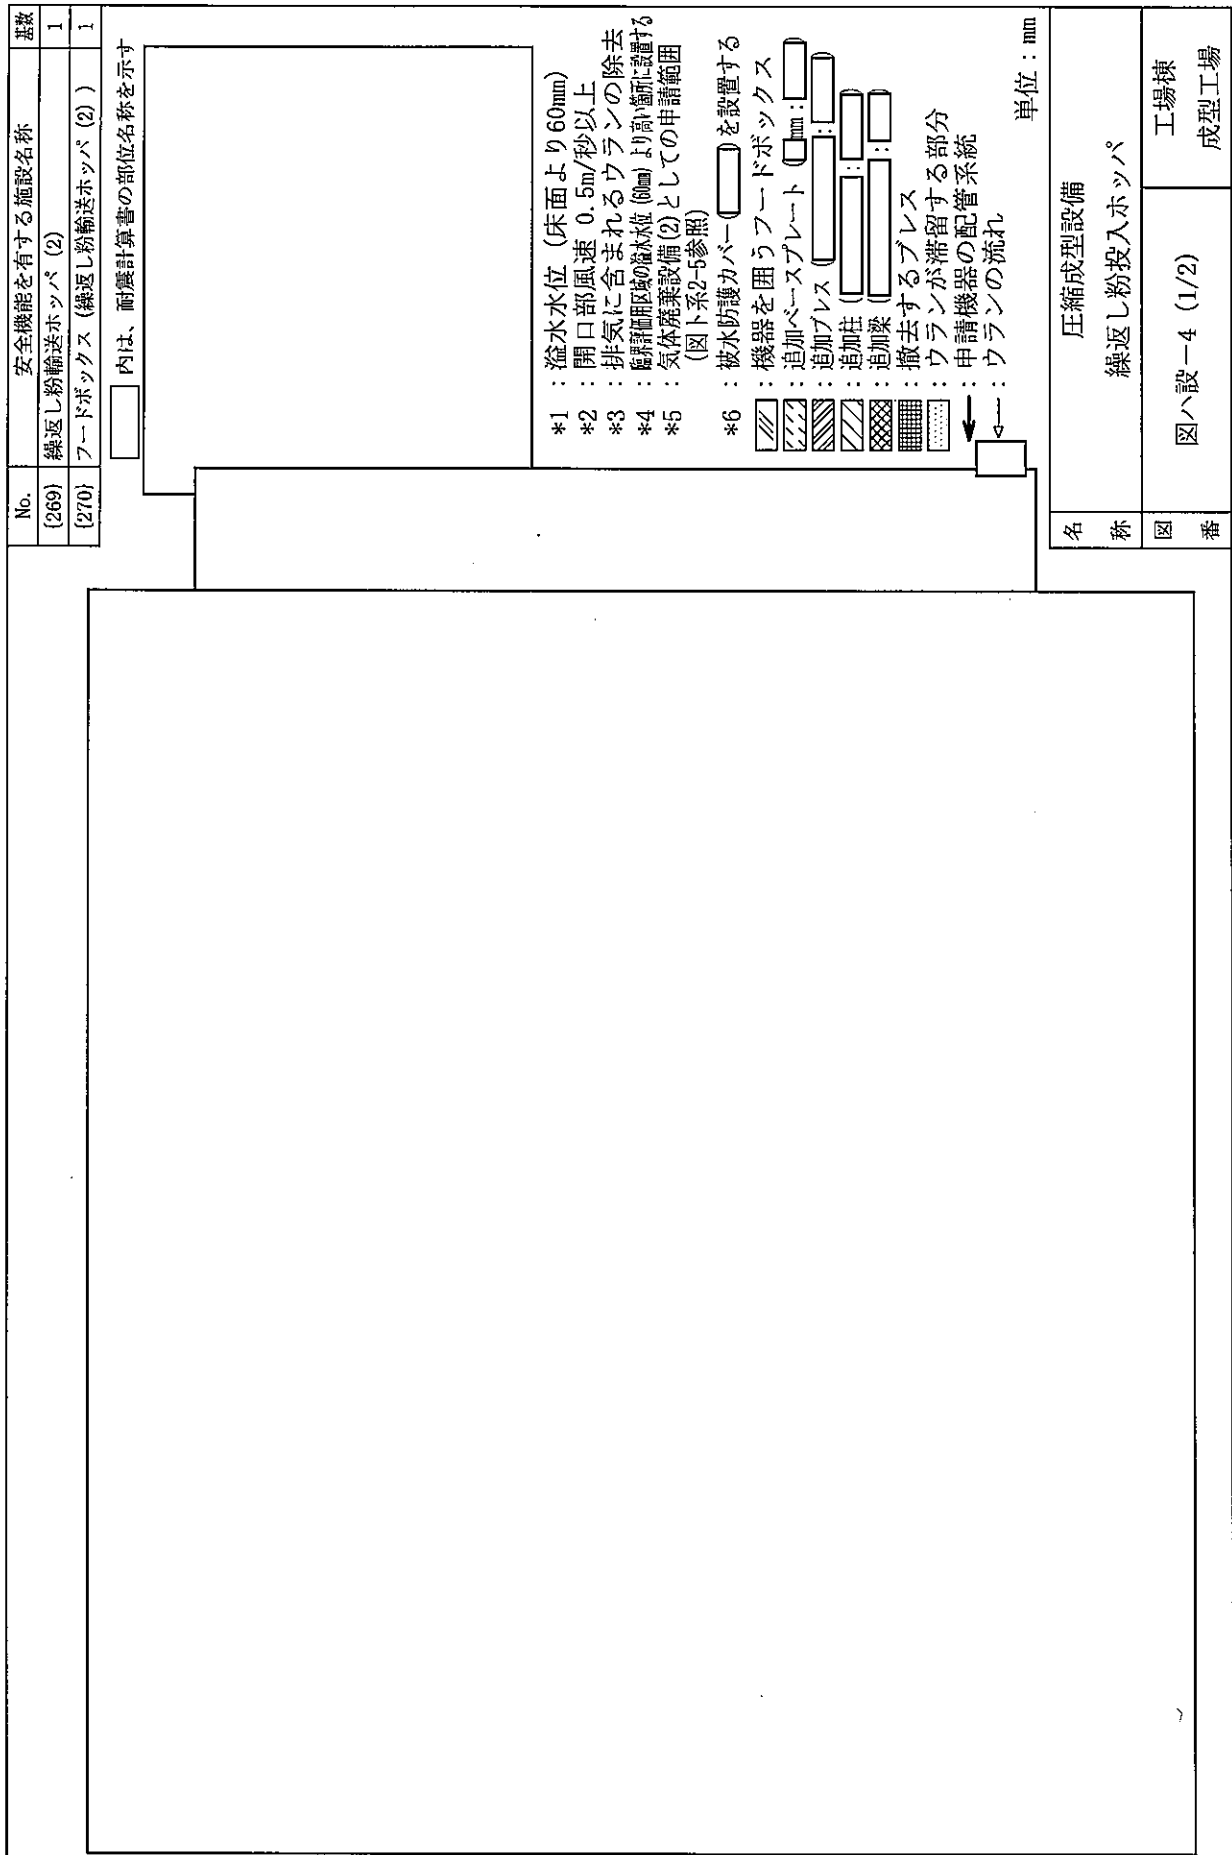 No. 安全機能を有する施設名称 基数
{269} 繰返し粉輸送ホッパ (2) 1
{270} フードボックス (繰返し粉輸送ホッパ (2) ) 1
内は、耐震計算書の部位名称を示す
*1 : 溢水水位 (床面より60mm)
*2 : 開口部風速 0.5m/秒以上
*3 : 排気に含まれるウランの除去
*4 : 臨界評価用区域の溢水水位 (60mm) より高い箇所に設置する
*5 : 気体廃棄設備(2)としての申請範囲
(図ト系2-5参照)
*6 : 被水防護カバー( )を設置する
: 機器を囲うフードボックス
: 追加ベースプレート ( mm : )
: 追加ブレス ( : )
: 追加柱 ( : )
: 追加梁 ( : )
: 撤去するブレス
: ウランが滞留する部分
: 申請機器の配管系統
: ウランの流れ
単位：mm
名称 圧縮成型設備
繰返し粉投入ホッパ
図番 図ハ設－4 (1/2) 工場棟
成型工場